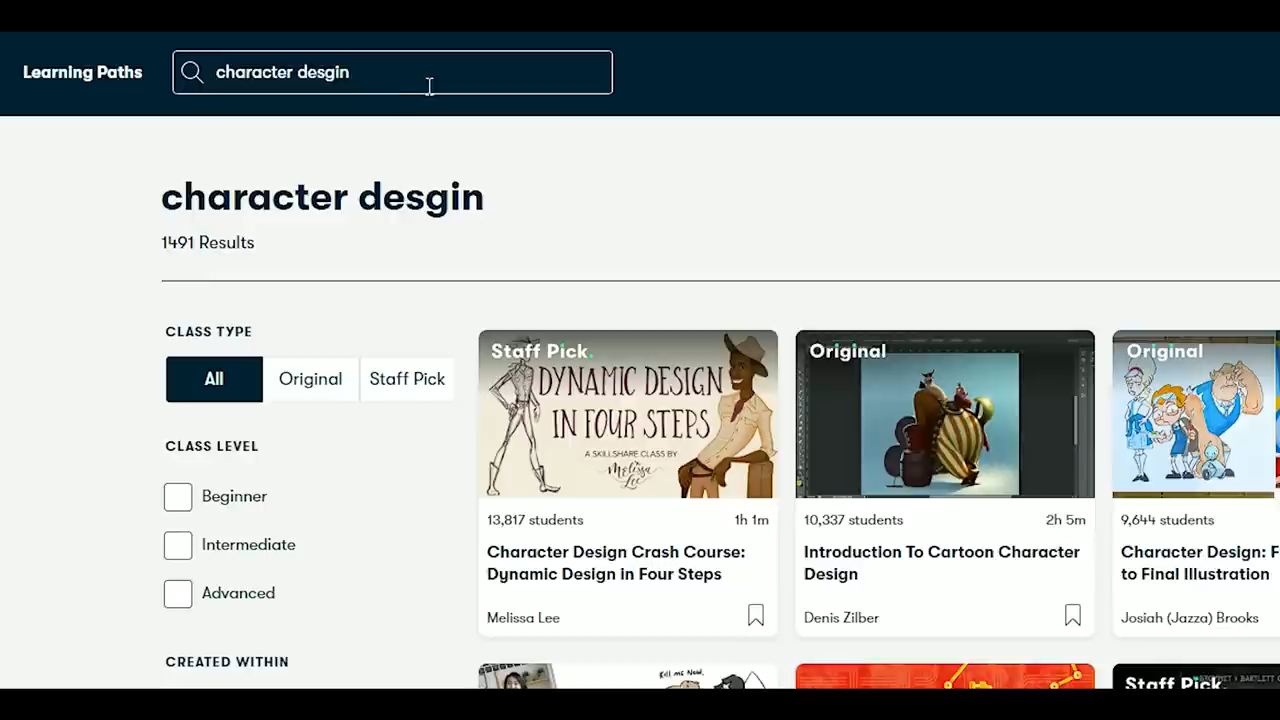 Learning Paths
character desgin
character desgin
1491 Results
CLASS TYPE
All
Original
Staff Pick
CLASS LEVEL
Beginner
Intermediate
Advanced
CREATED WITHIN
Staff Pick.
DYNAMIC DESIGN
IN FOUR STEPS
A SKILLSHARE CLASS BY
Melissa
Lee
13,817 students
1h 1m
Character Design Crash Course:
Dynamic Design in Four Steps
Melissa Lee
Original
10,337 students
2h 5m
Introduction To Cartoon Character
Design
Denis Zilber
Original
9,644 students
Character Design: F
to Final Illustration
Josiah (Jazza) Brooks
Kill me Now.
Staff Pick.